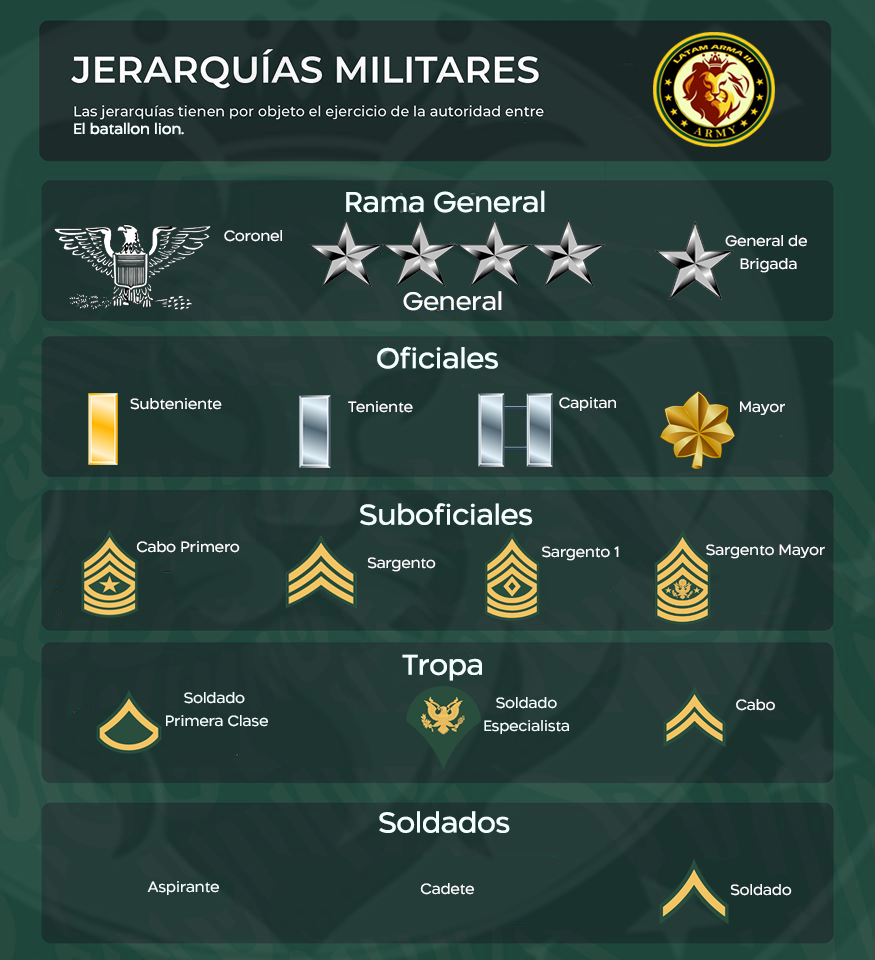 JERARQUÍAS MILITARES
Las jerarquías tienen por objeto el ejercicio de la autoridad entre
El batallon lion.
LATAM ARMA III
ARMY
Rama General
Coronel
General
General de
Brigada
Oficiales
Subteniente
Teniente
Capitan
Mayor
Suboficiales
Cabo Primero
Sargento
Sargento 1
Sargento Mayor
Tropa
Soldado
Primera Clase
Soldado
Especialista
Cabo
Soldados
Aspirante
Cadete
Soldado